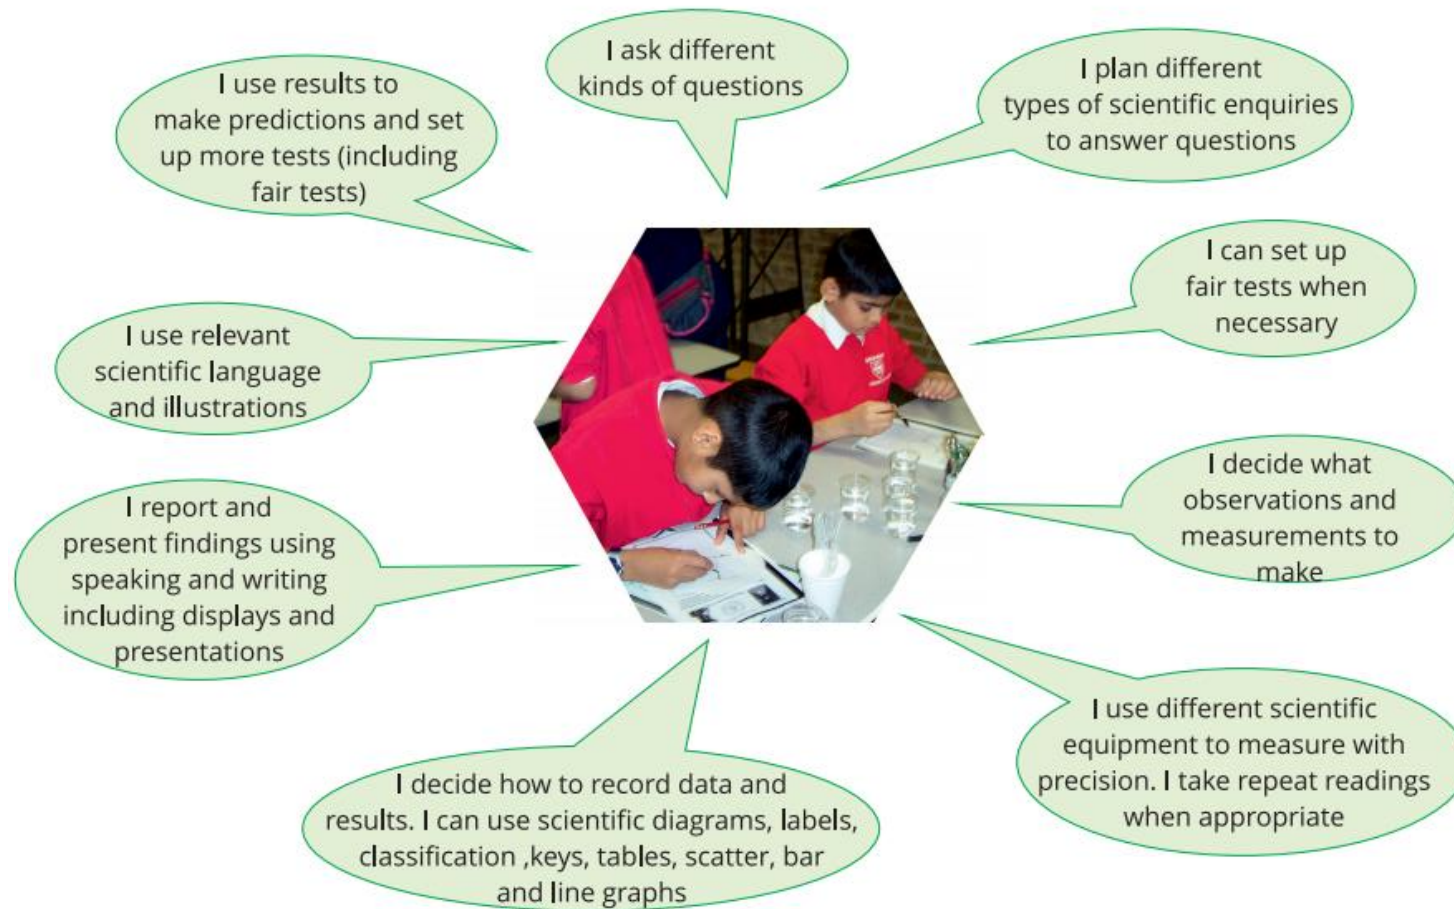 I ask different
kinds of questions
I plan different
types of scientific enquiries
to answer questions
I can set up
fair tests when
necessary
I decide what
observations and
measurements to
make
I use different scientific
equipment to measure with
precision. I take repeat readings
when appropriate
I decide how to record data and
results. I can use scientific diagrams, labels,
classification ,keys, tables, scatter, bar
and line graphs
I report and
present findings using
speaking and writing
including displays and
presentations
I use relevant
scientific language
and illustrations
I use results to
make predictions and set
up more tests (including
fair tests)